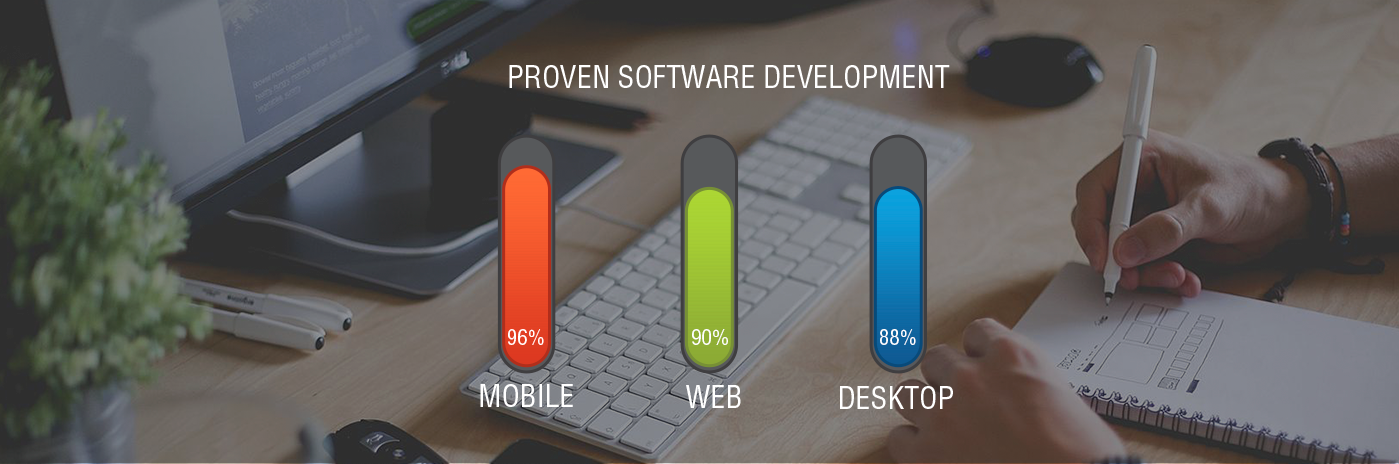 PROVEN SOFTWARE DEVELOPMENT
96%
90%
88%
MOBILE
WEB
DESKTOP